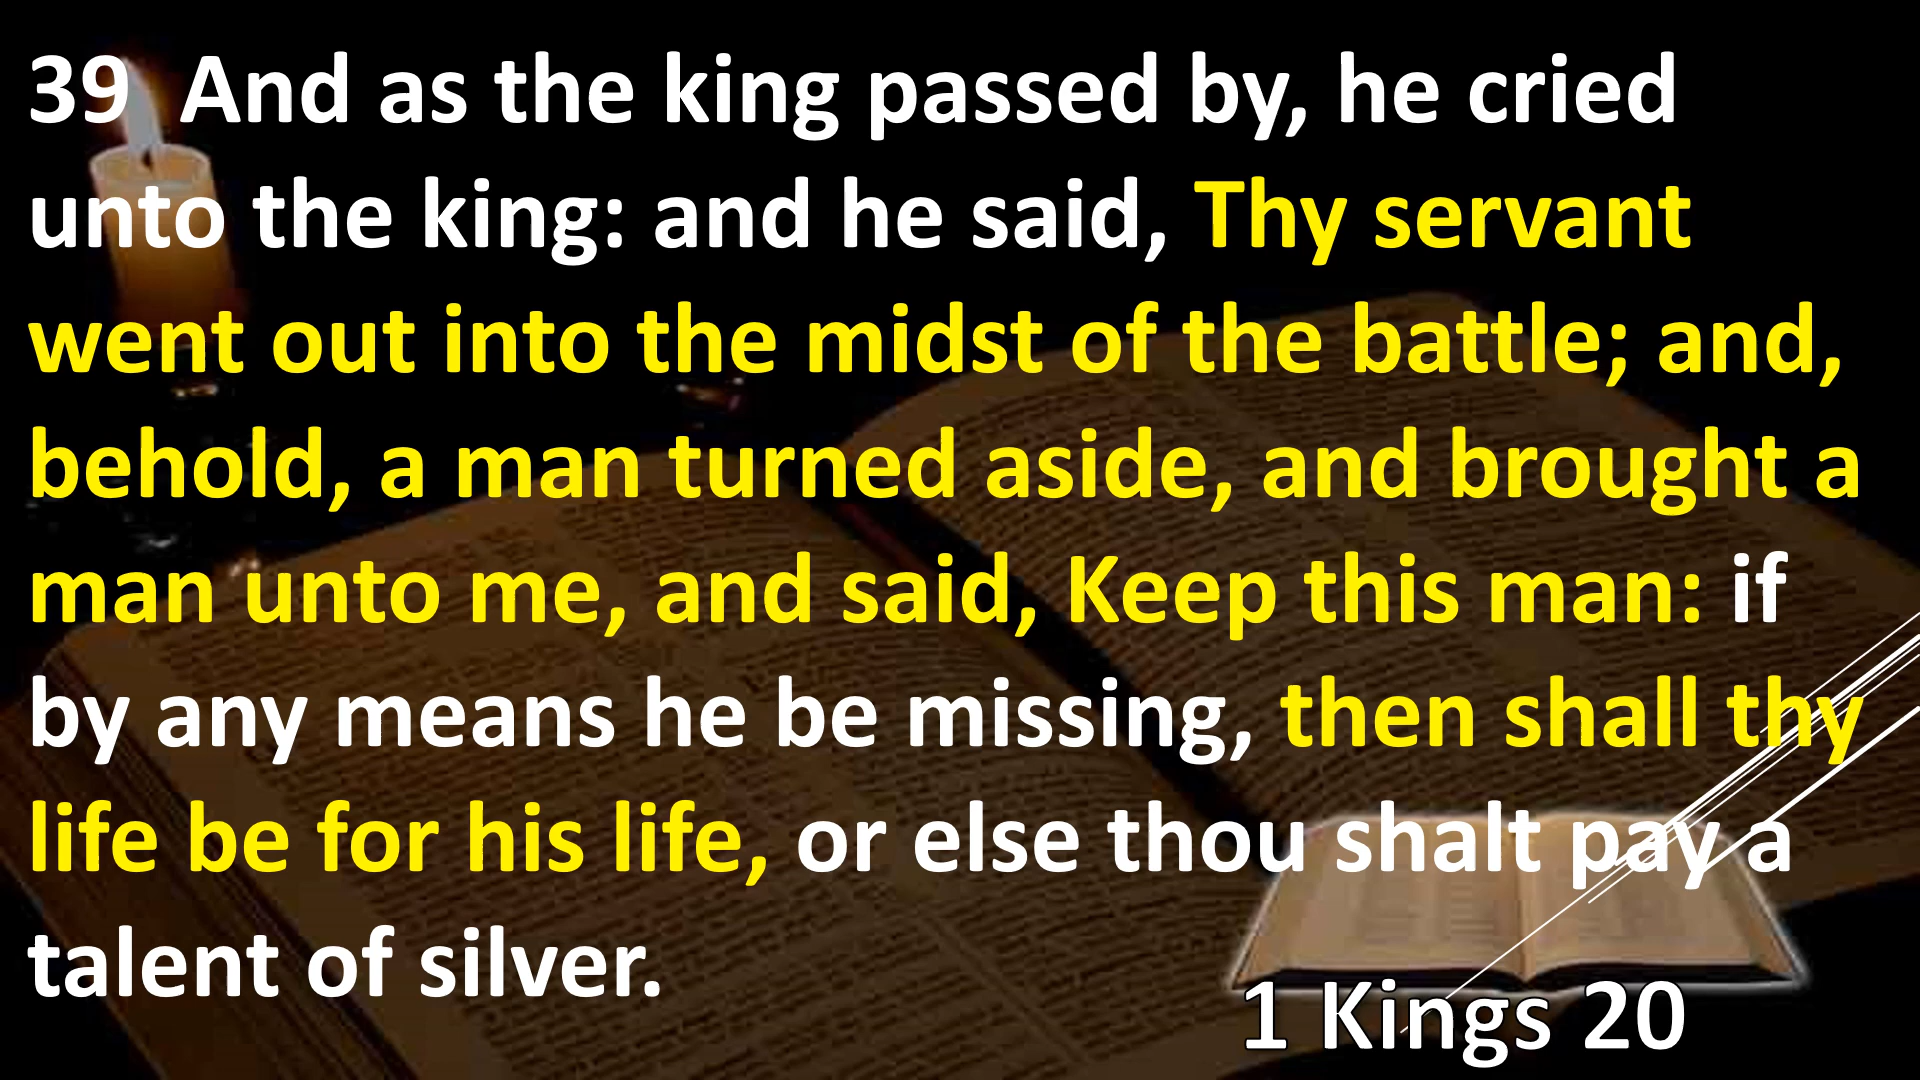 39  And as the king passed by, he cried
unto the king: and he said, Thy servant
went out into the midst of the battle; and,
behold, a man turned aside, and brought a
man unto me, and said, Keep this man: if
by any means he be missing, then shall thy
life be for his life, or else thou shalt pay a
talent of silver.
1 Kings 20